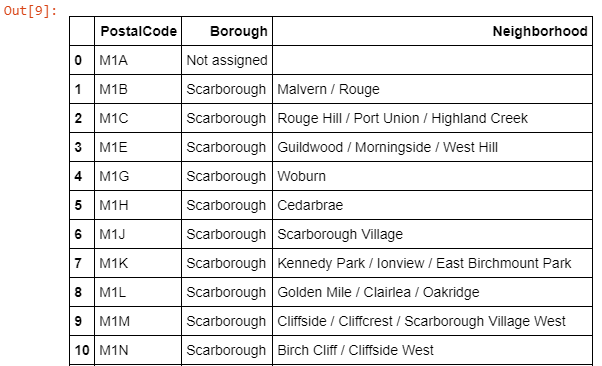 Out[9]:
PostalCode Borough Neighborhood
0 M1A Not assigned
1 M1B Scarborough Malvern / Rouge
2 M1C Scarborough Rouge Hill / Port Union / Highland Creek
3 M1E Scarborough Guildwood / Morningside / West Hill
4 M1G Scarborough Woburn
5 M1H Scarborough Cedarbrae
6 M1J Scarborough Scarborough Village
7 M1K Scarborough Kennedy Park / Ionview / East Birchmount Park
8 M1L Scarborough Golden Mile / Clairlea / Oakridge
9 M1M Scarborough Cliffside / Cliffcrest / Scarborough Village West
10 M1N Scarborough Birch Cliff / Cliffside West